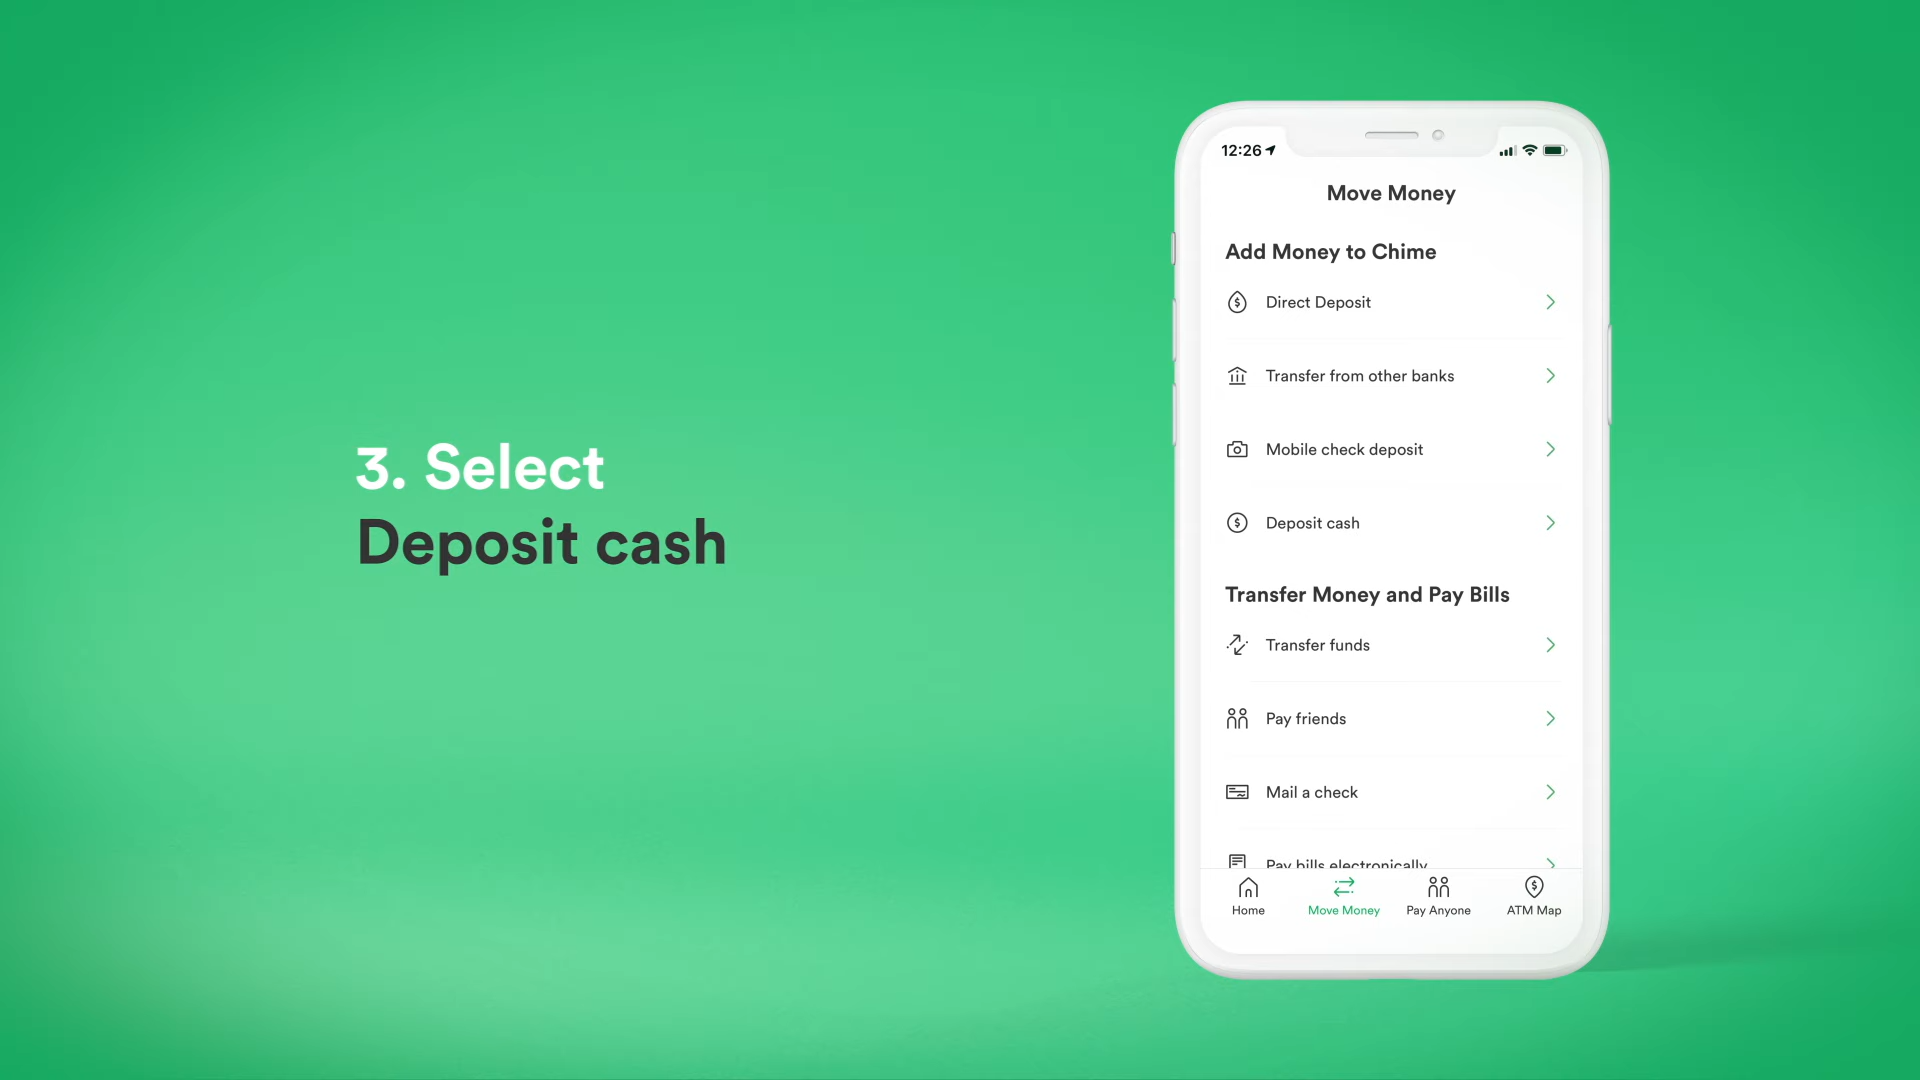 3. Select
Deposit cash
12:26
Move Money
Add Money to Chime
Direct Deposit
Transfer from other banks
Mobile check deposit
Deposit cash
Transfer Money and Pay Bills
Transfer funds
Pay friends
Mail a check
Pay bills electronically
Home
Move Money
Pay Anyone
ATM Map